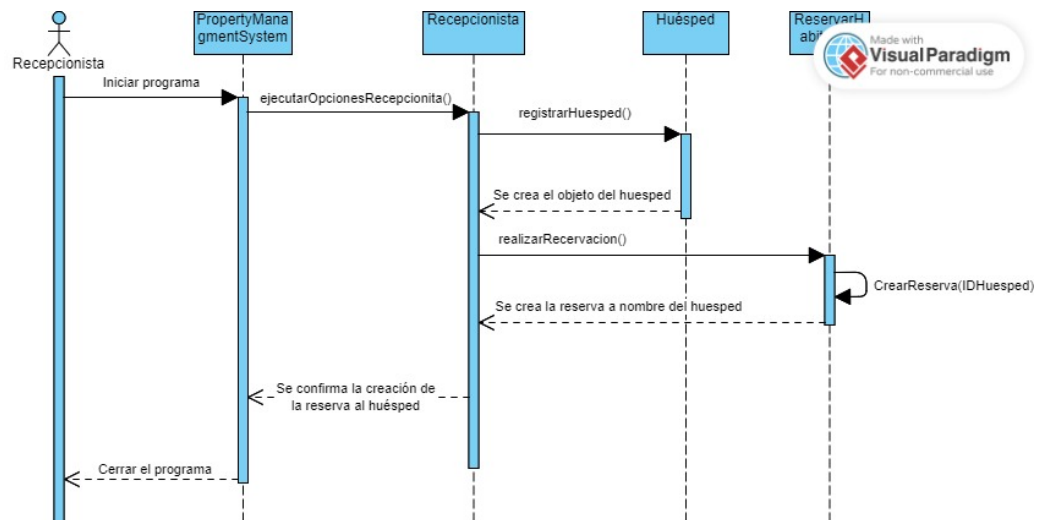 PropertyMana
gmentSystem
Recepcionista
Huésped
ReservarH
Made with
Visual Paradigm
For non-commercial use
Recepcionista
Iniciar programa
ejecutarOpcionesRecepcionita()
registrarHuesped()
Se crea el objeto del huesped
realizarRecervacion()
CrearReserva(IDHuesped)
Se crea la reserva a nombre del huesped
Se confirma la creación de
la reserva al huésped
Cerrar el programa